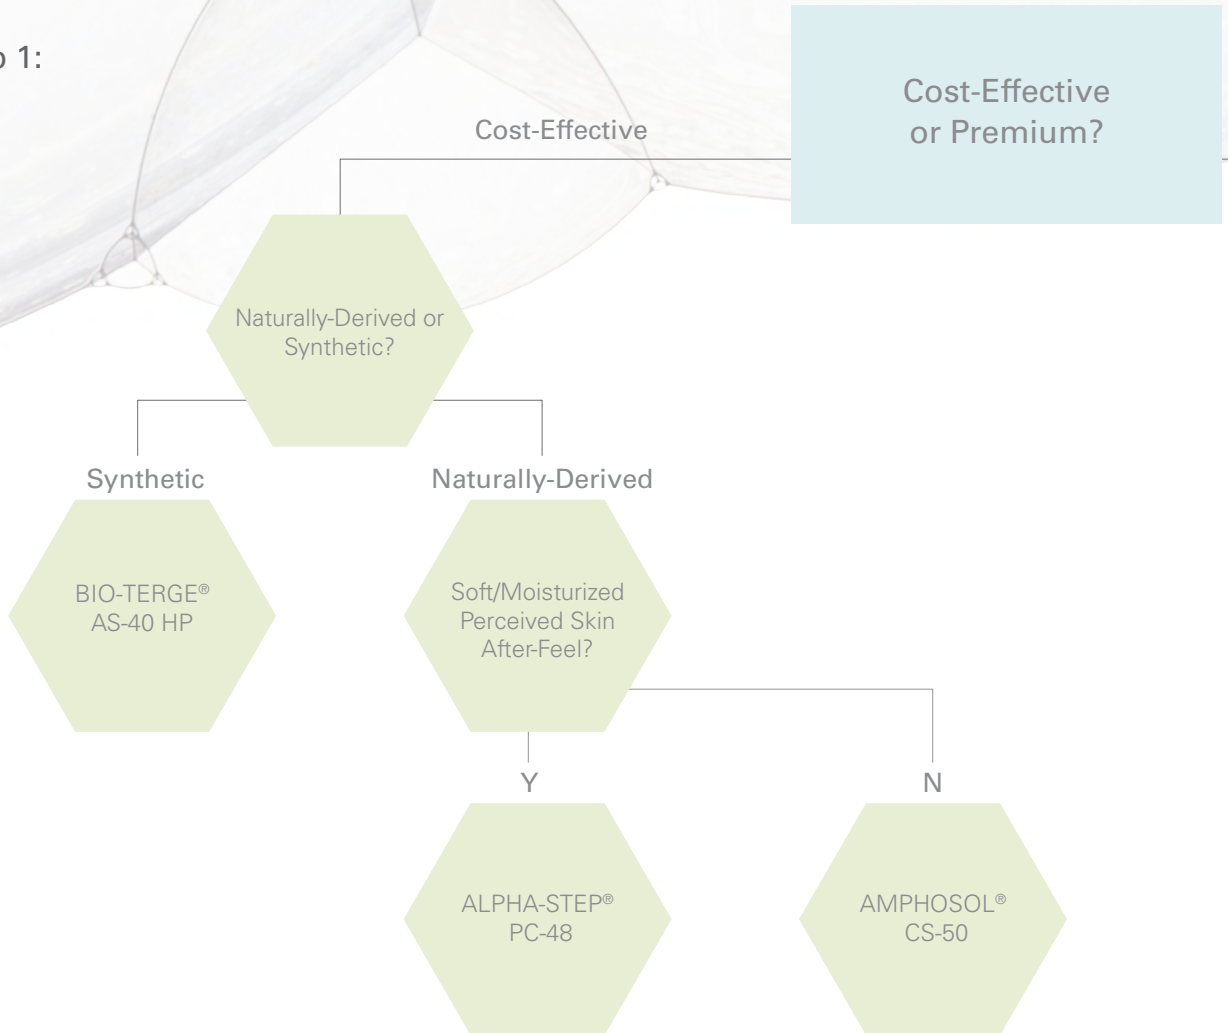 1:
Cost-Effective
or Premium?
Cost-Effective
Naturally-Derived or
Synthetic?
Synthetic
Naturally-Derived
BIO-TERGE®
AS-40 HP
Soft/Moisturized
Perceived Skin
After-Feel?
Y
N
ALPHA-STEP®
PC-48
AMPHOSOL®
CS-50